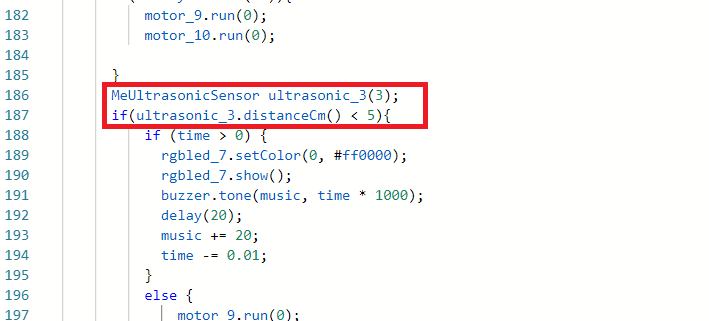 182 motor_9.run(0);
183 motor_10.run(0);
184
185 }
186 MeUltrasonicSensor ultrasonic_3(3);
187 if(ultrasonic_3.distanceCm() < 5){
188 if (time > 0) {
189 rgbled_7.setColor(0, #ff0000);
190 rgbled_7.show();
191 buzzer.tone(music, time * 1000);
192 delay(20);
193 music += 20;
194 time -= 0.01;
195 }
196 else {
197 motor_9.run(0);